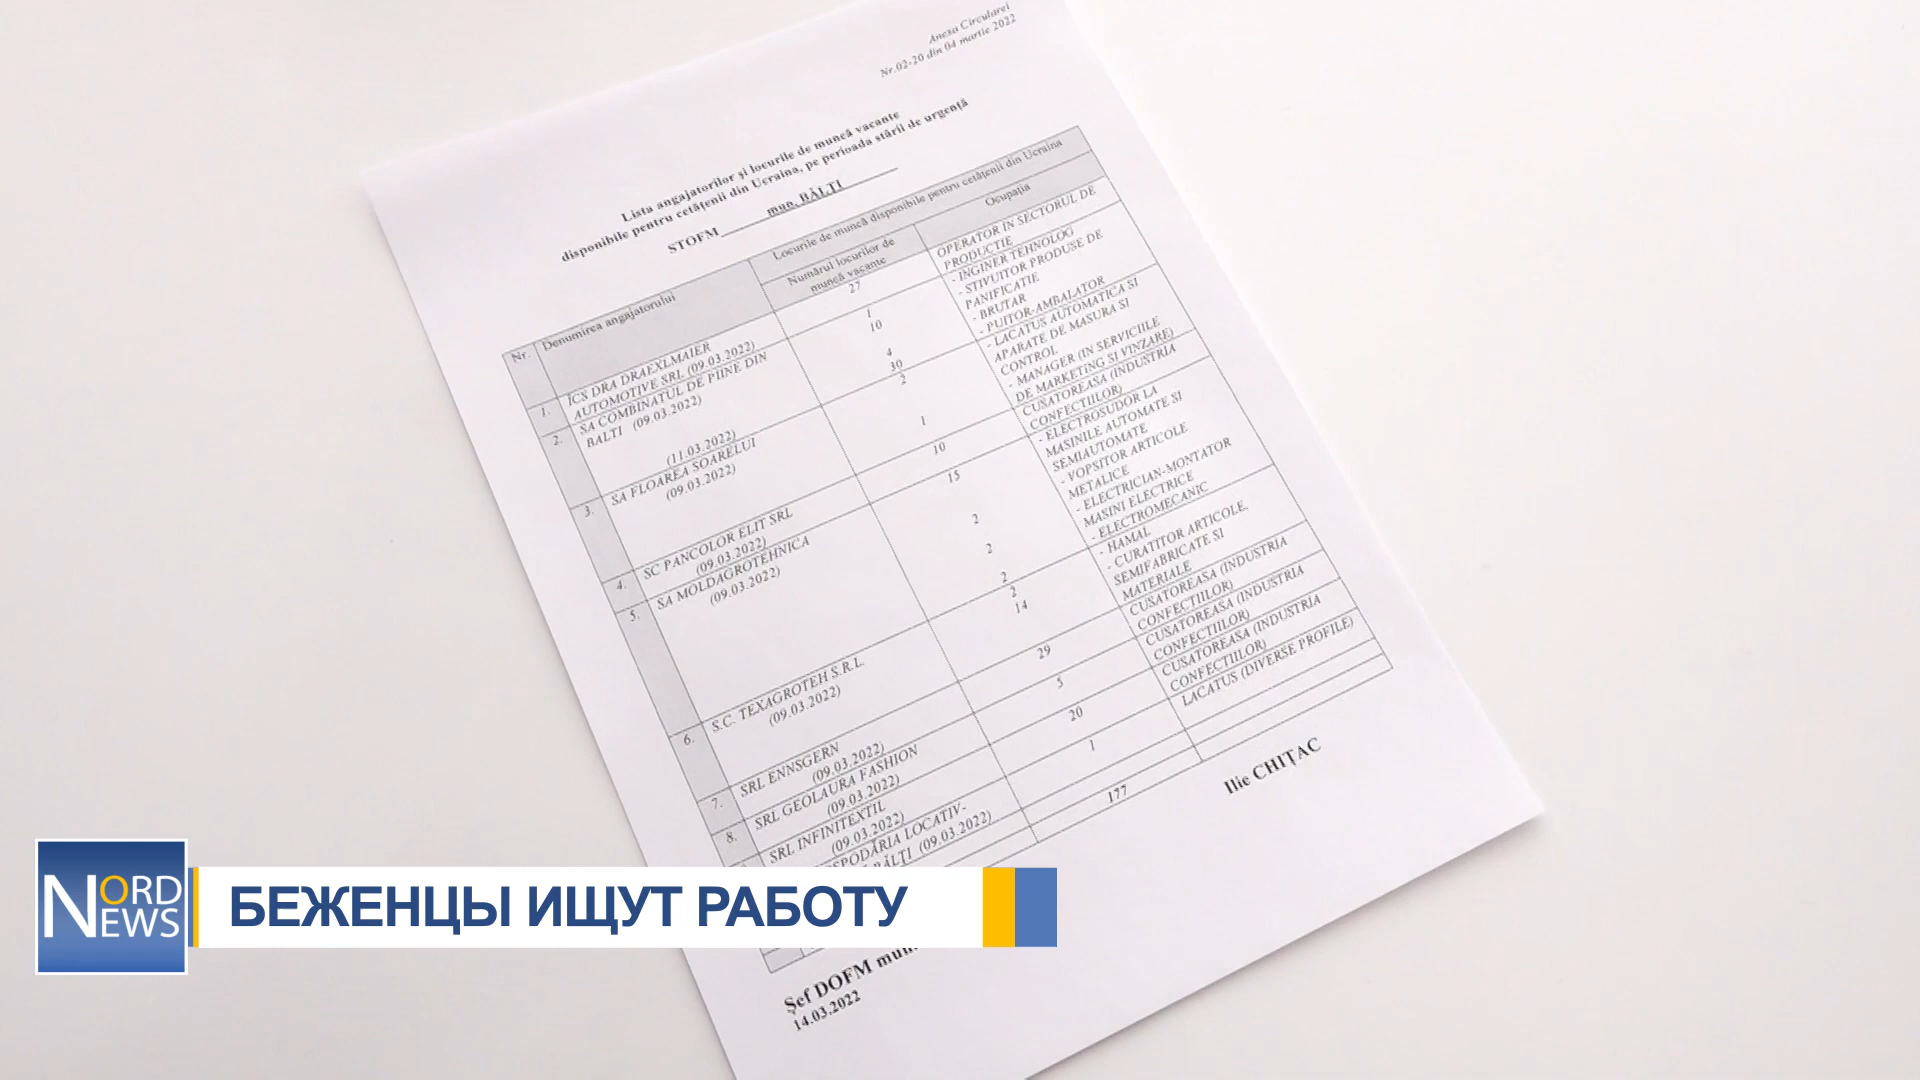 Anexa Circularei
Nr.02-20 din 04 martie 2022
Lista angajatorilor și locurile de muncă vacante
disponibile pentru cetățenii din Ucraina, pe perioada stării de urgență
STOFM mun. BĂLȚI
Nr. Denumirea angajatorului
Locurile de muncă disponibile pentru cetățenii din Ucraina
Numărul locurilor de
muncă vacante
Ocupația
1. ICS DRA DRAEXLMAIER
AUTOMOTIVE SRL (09.03.2022)
27
OPERATOR IN SECTORUL DE
PRODUCTIE
2. SA COMBINATUL DE PIINE DIN
BALTI (09.03.2022)
(11.03.2022)
1
10
4
30
- INGINER TEHNOLOG
- STIVUITOR PRODUSE DE
PANIFICATIE
- BRUTAR
- PUITOR-AMBALATOR
3. SA FLOAREA SOARELUI
(09.03.2022)
2
1
- LACATUS AUTOMATICA SI
APARATE DE MASURA SI
CONTROL
- MANAGER (IN SERVICIILE
DE MARKETING SI VINZARE)
4. SC PANCOLOR ELIT SRL
(09.03.2022)
10
CUSATOREASA (INDUSTRIA
CONFECTIILOR)
5. SA MOLDAGROTEHNICA
(09.03.2022)
15
2
2
2
- ELECTROSUDOR LA
MASINILE AUTOMATE SI
SEMIAUTOMATE
- VOPSITOR ARTICOLE
METALICE
- ELECTRICIAN-MONTATOR
MASINI ELECTRICE
- ELECTROMECANIC
6. S.C. TEXAGROTEH S.R.L.
(09.03.2022)
2
14
- HAMAL
- CURATITOR ARTICOLE,
SEMIFABRICATE SI
MATERIALE
7. SRL ENNSGERN
(09.03.2022)
29
CUSATOREASA (INDUSTRIA
CONFECTIILOR)
8. SRL GEOLAURA FASHION
(09.03.2022)
5
CUSATOREASA (INDUSTRIA
CONFECTIILOR)
SRL INFINITEXTIL
(09.03.2022)
20
CUSATOREASA (INDUSTRIA
CONFECTIILOR)
LOCATIV-
(09.03.2022)
1
LACATUS (DIVERSE PROFILE)
177
Șef DOFM
Ilie CHIȚAC
14.03.2022
NORD
NEWS
БЕЖЕНЦЫ ИЩУТ РАБОТУ